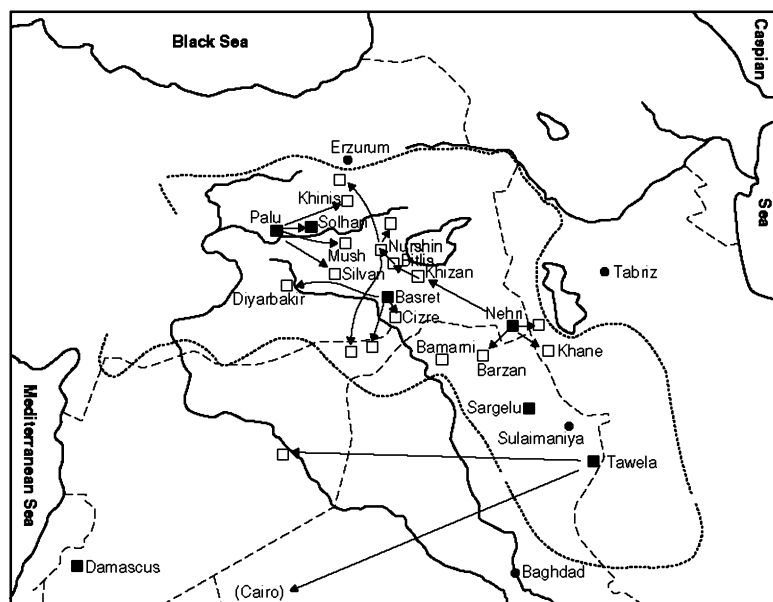 Black Sea
Caspian
Sea
Erzurum
Khinis
Palu
Solhan
Mush
Nurshin
Bitlis
Silvan
Khizan
Tabriz
Diyarbakir
Basret
Cizre
Nehri
Bamarni
Khane
Barzan
Sargelu
Sulaimaniya
Mediterranean Sea
Tawela
Damascus
(Cairo)
Baghdad